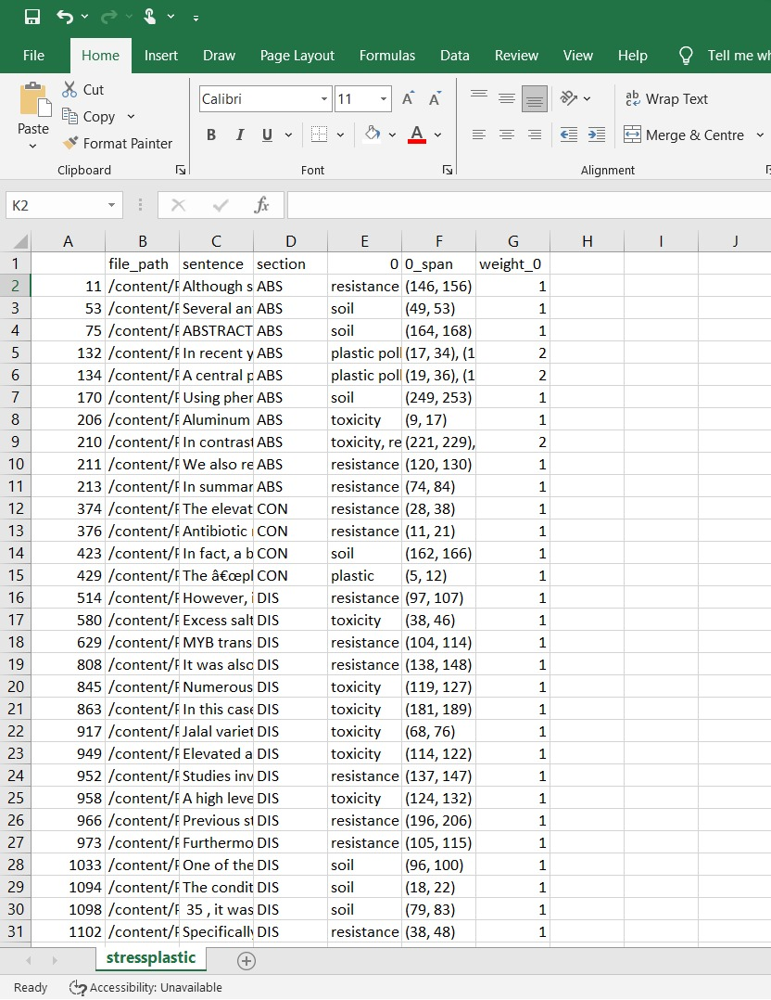 File Home Insert Draw Page Layout Formulas Data Review View Help Tell me wh
Cut
Copy
Format Painter
Paste
Calibri 11
B I U
Wrap Text
Merge & Centre
Clipboard Font Alignment
K2 fx
A B C D E F G H I J
1 file_path sentence section 0 0_span weight_0
2 11 /content/ Although s ABS resistance (146, 156) 1
3 53 /content/ Several an ABS soil (49, 53) 1
4 75 /content/ ABSTRACT ABS soil (164, 168) 1
5 132 /content/ In recent y ABS plastic poll (17, 34), (1 2
6 134 /content/ A central p ABS plastic poll (19, 36), (1 2
7 170 /content/ Using pher ABS soil (249, 253) 1
8 206 /content/ Aluminum ABS toxicity (9, 17) 1
9 210 /content/ In contrast ABS toxicity, re (221, 229), 2
10 211 /content/ We also re ABS resistance (120, 130) 1
11 213 /content/ In summar ABS resistance (74, 84) 1
12 374 /content/ The elevat CON resistance (28, 38) 1
13 376 /content/ Antibiotic CON resistance (11, 21) 1
14 423 /content/ In fact, a b CON soil (162, 166) 1
15 429 /content/ The â€œpl CON plastic (5, 12) 1
16 514 /content/ However, i DIS resistance (97, 107) 1
17 580 /content/ Excess salt DIS toxicity (38, 46) 1
18 629 /content/ MYB trans DIS resistance (104, 114) 1
19 808 /content/ It was also DIS resistance (138, 148) 1
20 845 /content/ Numerous DIS toxicity (119, 127) 1
21 863 /content/ In this case DIS toxicity (181, 189) 1
22 917 /content/ Jalal variet DIS toxicity (68, 76) 1
23 949 /content/ Elevated a DIS toxicity (114, 122) 1
24 952 /content/ Studies inv DIS resistance (137, 147) 1
25 958 /content/ A high leve DIS toxicity (124, 132) 1
26 966 /content/ Previous st DIS resistance (196, 206) 1
27 973 /content/ Furthermo DIS resistance (105, 115) 1
28 1033 /content/ One of the DIS soil (96, 100) 1
29 1094 /content/ The condit DIS soil (18, 22) 1
30 1098 /content/ 35 , it was DIS soil (79, 83) 1
31 1102 /content/ Specifically DIS resistance (38, 48) 1
stressplastic
Ready Accessibility: Unavailable